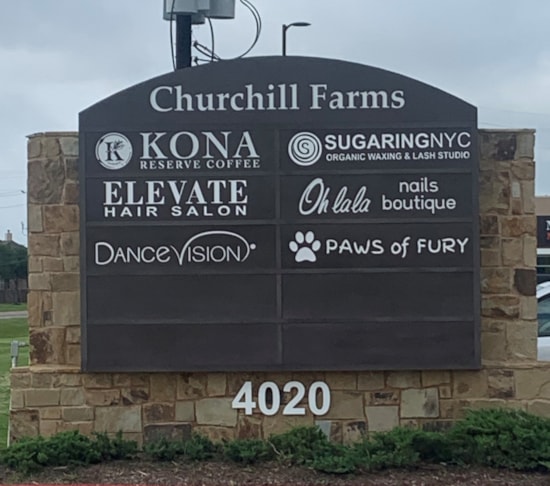 Churchill Farms
K KONA
RESERVE COFFEE
SUGARINGNYC
ORGANIC WAXING & LASH STUDIO
ELEVATE
HAIR SALON
Oh lala nails
boutique
DANCEVISION
PAWS of FURY
4020